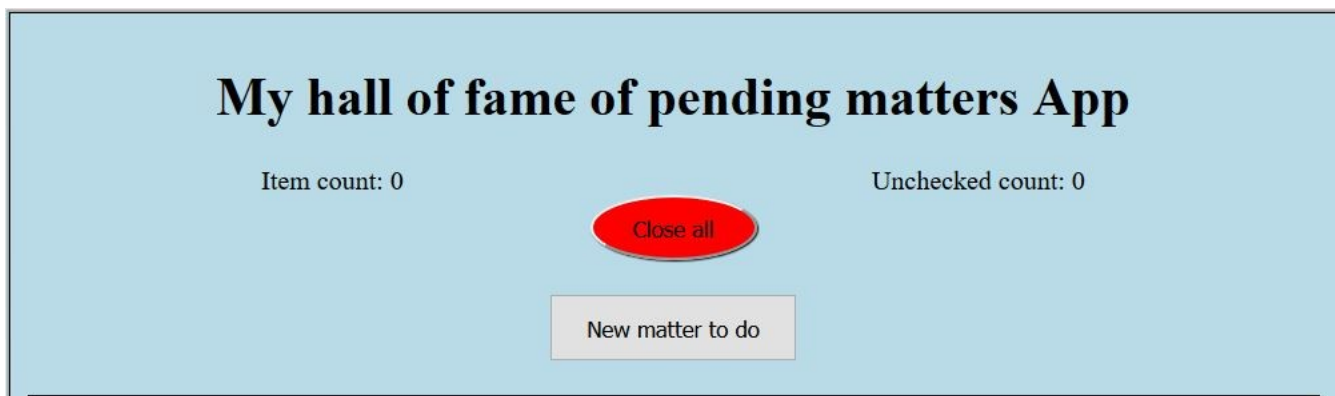 My hall of fame of pending matters App
Item count: 0
Unchecked count: 0
Close all
New matter to do